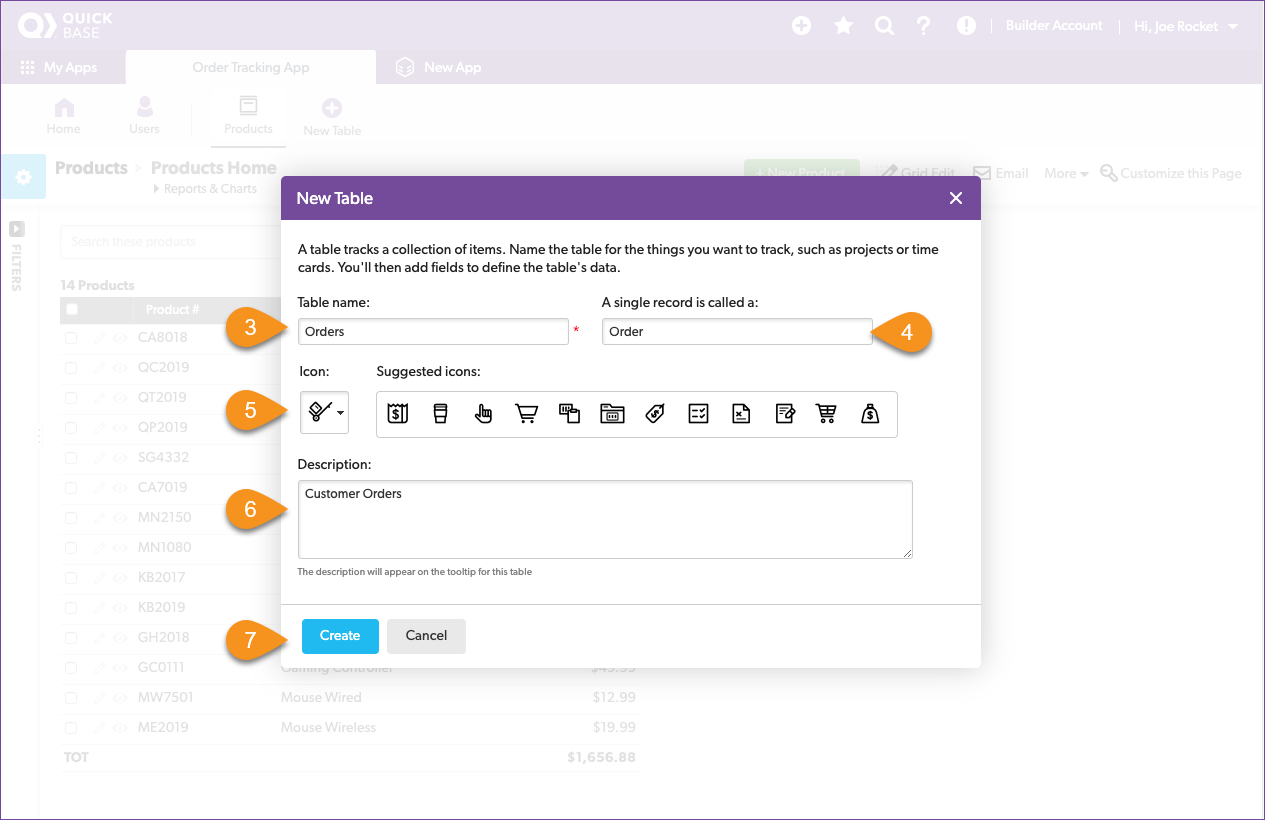 QUICK
BASE
Builder Account
Hi, Joe Rocket
My Apps
Order Tracking App
New App
Home
Users
Products
New Table
Products
Products Home
Reports & Charts
+ New Product
Grid Edit
Email
More
Customize this Page
FILTERS
Search these products
14 Products
Product #
CA8018
QC2019
QT2019
QP2019
SG4332
CA7019
MN2150
MN1080
KB2017
KB2019
GH2018
GC0111 Gaming Controller $49.99
MW7501 Mouse Wired $12.99
ME2019 Mouse Wireless $19.99
TOT $1,656.88
New Table
A table tracks a collection of items. Name the table for the things you want to track, such as projects or time
cards. You'll then add fields to define the table's data.
Table name: A single record is called a:
3 Orders * Order 4
Icon: Suggested icons:
5
Description:
6 Customer Orders
The description will appear on the tooltip for this table
7 Create Cancel